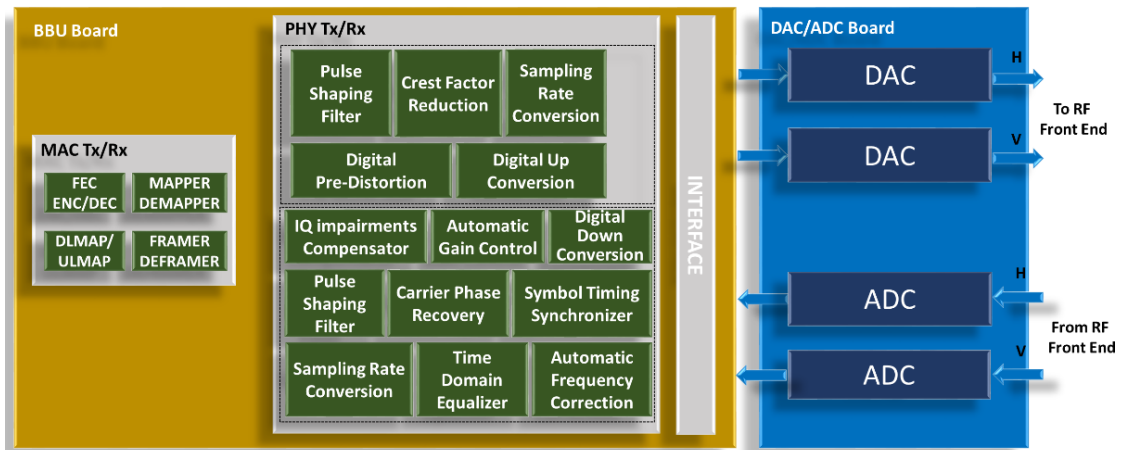 BBU Board
MAC Tx/Rx
FEC
ENC/DEC
MAPPER
DEMAPPER
DLMAP/
ULMAP
FRAMER
DEFRAMER
PHY Tx/Rx
Pulse
Shaping
Filter
Crest Factor
Reduction
Sampling
Rate
Conversion
Digital
Pre-Distortion
Digital Up
Conversion
IQ impairments
Compensator
Automatic
Gain Control
Digital
Down
Conversion
Pulse
Shaping
Filter
Carrier Phase
Recovery
Symbol Timing
Synchronizer
Sampling Rate
Conversion
Time
Domain
Equalizer
Automatic
Frequency
Correction
INTERFACE
DAC/ADC Board
DAC
H
DAC
V
To RF
Front End
ADC
H
ADC
V
From RF
Front End